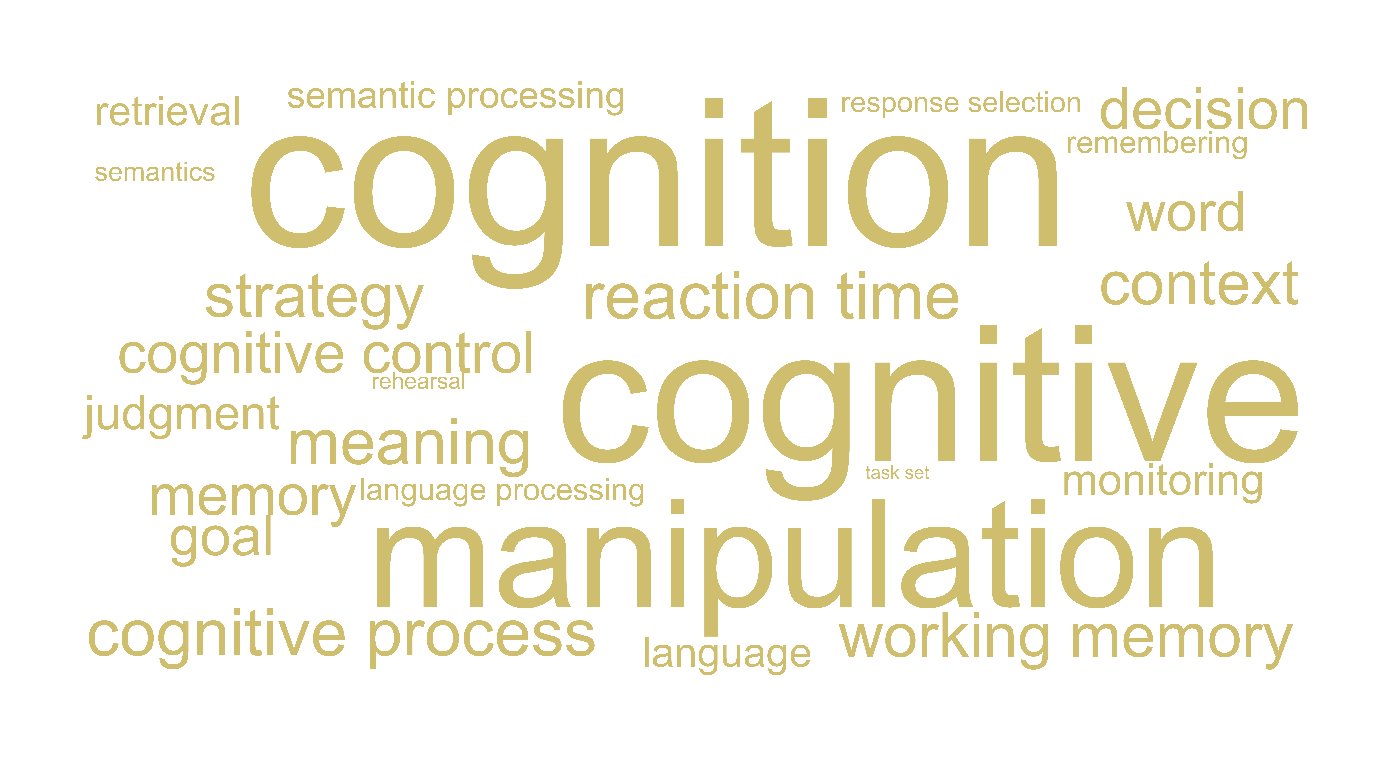 semantic processing
response selection
decision
retrieval
cognition
remembering
semantics
word
strategy
reaction time
context
cognitive control
rehearsal
cognitive
judgment
meaning
task set
monitoring
memory
language processing
goal
manipulation
cognitive process
language
working memory